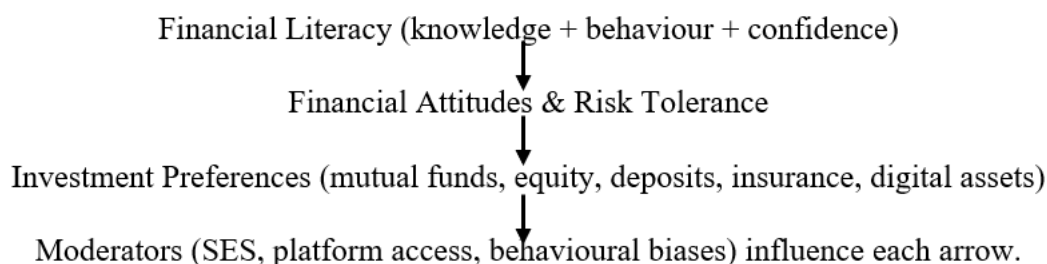 Financial Literacy (knowledge + behaviour + confidence)
Financial Attitudes & Risk Tolerance
Investment Preferences (mutual funds, equity, deposits, insurance, digital assets)
Moderators (SES, platform access, behavioural biases) influence each arrow.